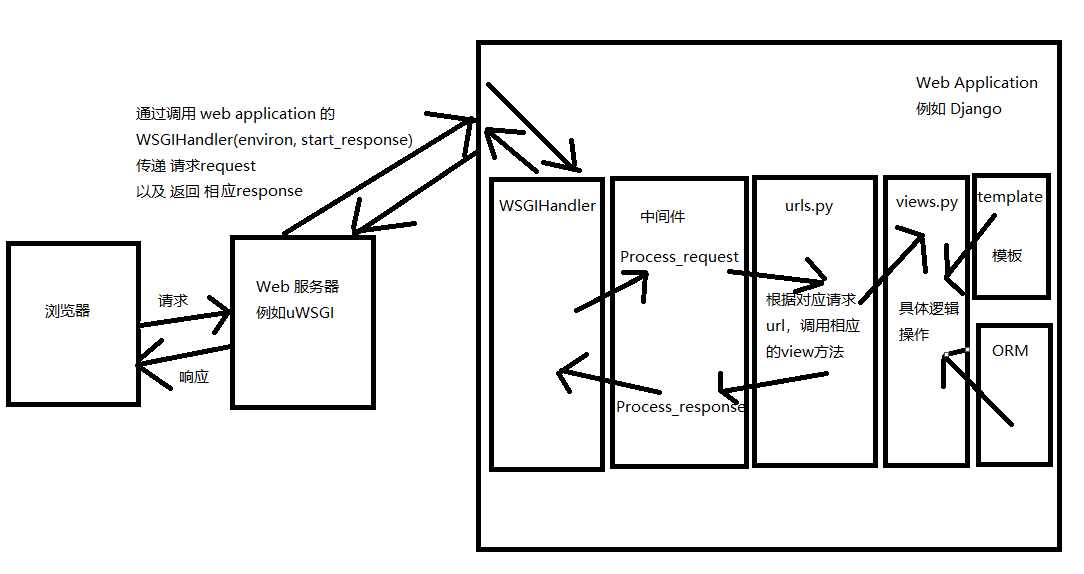 Web Application
例如 Django
通过调用 web application 的
WSGIHandler(environ, start_response)
传递 请求request
以及 返回 相应response
浏览器
请求
响应
Web 服务器
例如uWSGI
WSGIHandler
中间件
Process_request
Process_response
urls.py
根据对应请求
url，调用相应
的view方法
views.py
具体逻辑
操作
template
模板
ORM